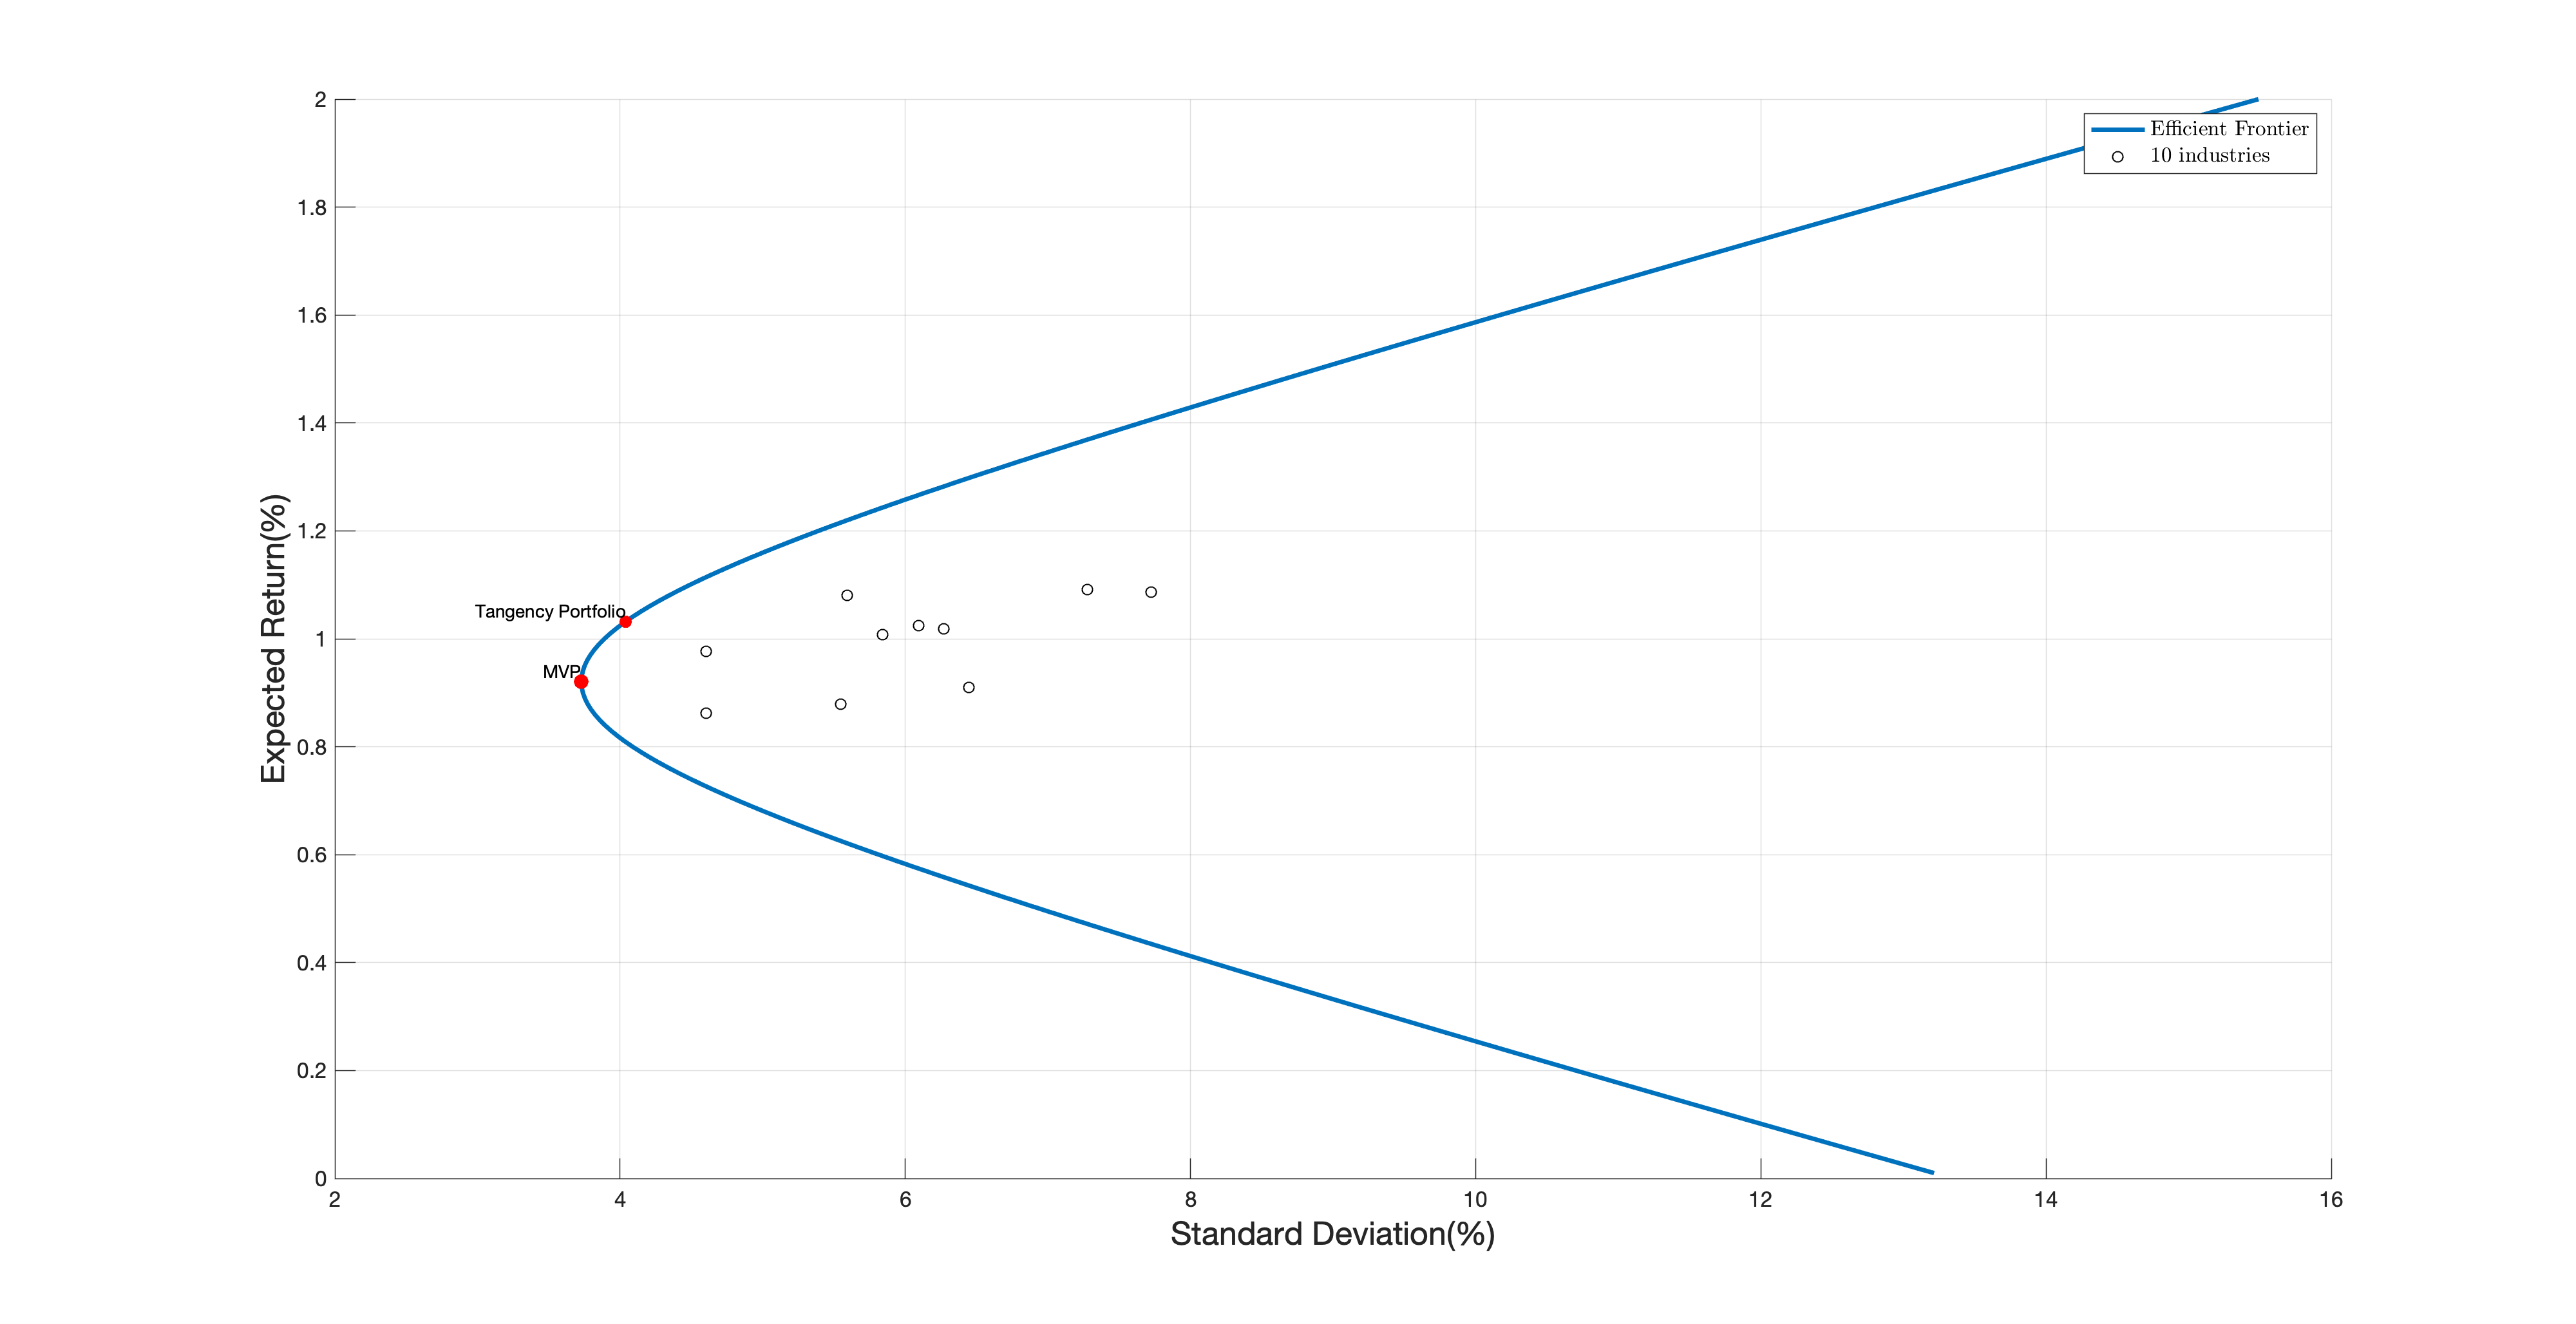 2
1.8
1.6
1.4
1.2
1
0.8
0.6
0.4
0.2
0
Expected Return(%)
Efficient Frontier
10 industries
Tangency Portfolio
MVP
2 4 6 8 10 12 14 16
Standard Deviation(%)